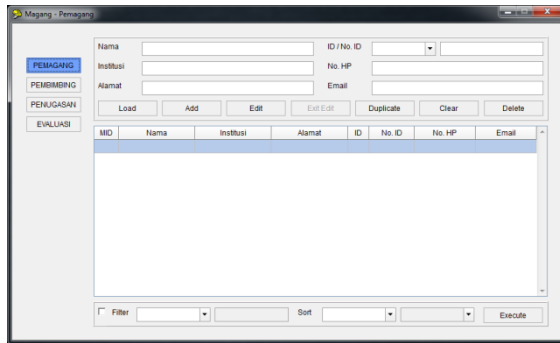 Magang - Pemagang
Nama ID / No. ID
PEMAGANG Institusi No. HP
PEMBIMBING Alamat Email
PENUGASAN Load Add Edit Exit Edit Duplicate Clear Delete
EVALUASI
MID Nama Institusi Alamat ID No. ID No. HP Email
Filter Sort Execute